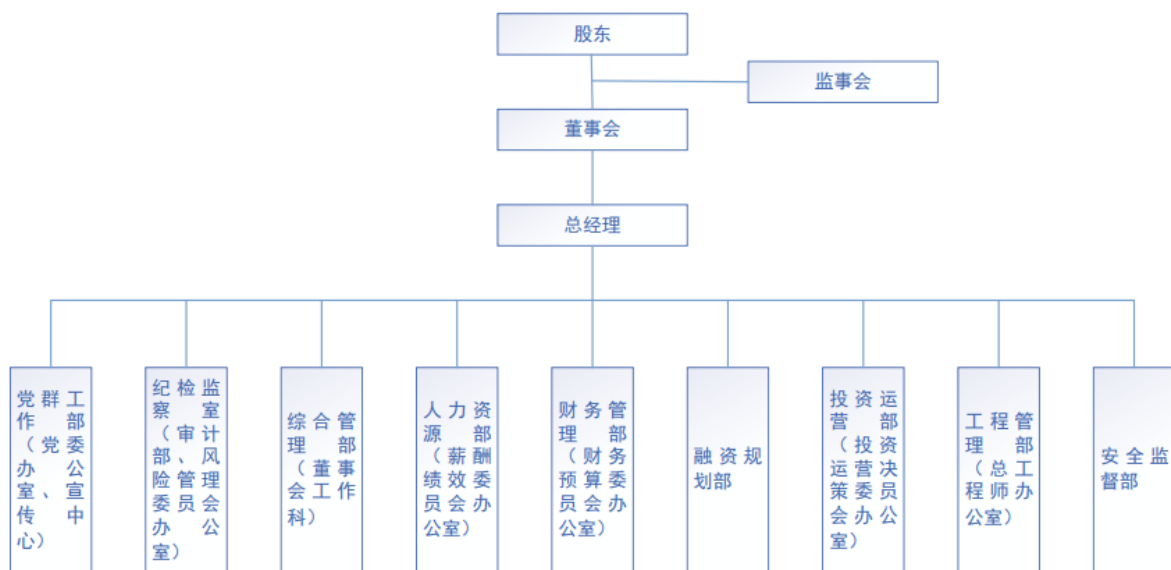 股东
监事会
董事会
总经理
党群工
作部
（党委
办公
室、宣
传中
心）
纪检监
察室
（审计
部、风
险管理
委员会
办公
室）
综合管
理部
（董事
会工作
科）
人力资
源部
（薪酬
绩效委
员会办
公室）
财务管
理部
（财务
预算委
员会办
公室）
融资规
划部
投资运
营部
（投资
运营决
策委员
会办公
室）
工程管
理部
（总工
程师办
公室）
安全监
督部